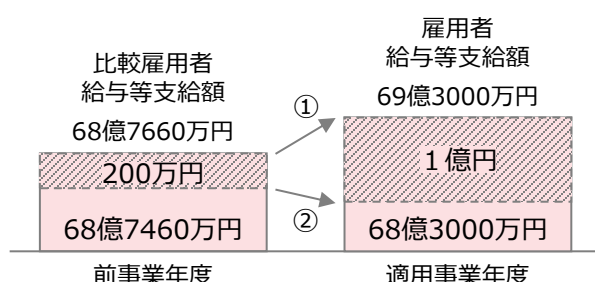 比較雇用者
給与等支給額
68億7660万円
200万円
68億7460万円
前事業年度
①
②
雇用者
給与等支給額
69億3000万円
１億円
68億3000万円
適用事業年度